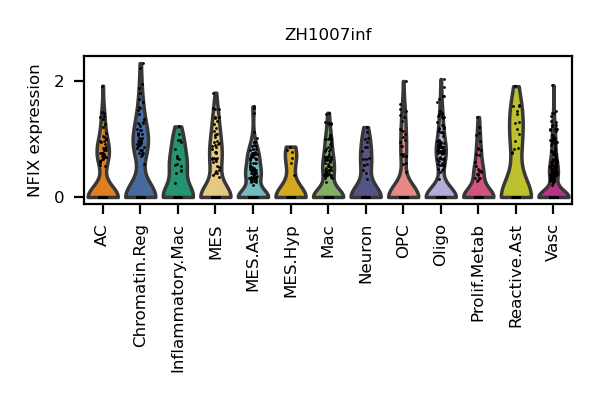 ZH1007inf
NFIX expression
2
0
AC
Chromatin.Reg
Inflammatory.Mac
MES
MES.Ast
MES.Hyp
Mac
Neuron
OPC
Oligo
Prolif.Metab
Reactive.Ast
Vasc